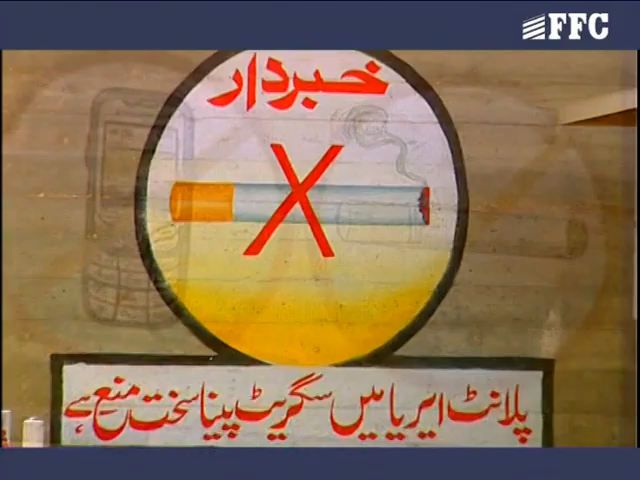 FFC
خبردار
پلانٹ ایریا میں سگریٹ پینا سخت منع ہے